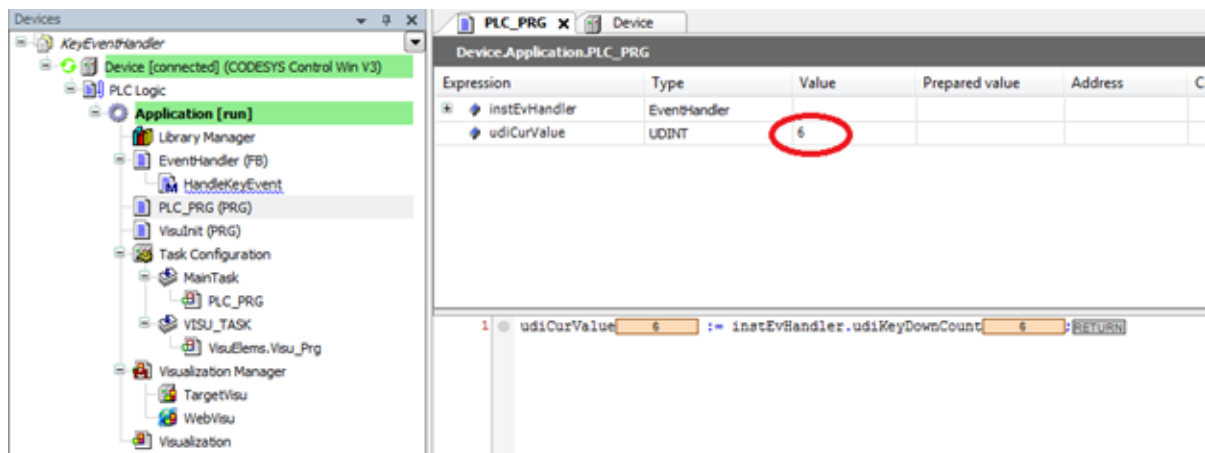 Devices
KeyEventHandler
Device [connected] (CODESYS Control Win V3)
PLC Logic
Application [run]
Library Manager
EventHandler (FB)
HandleKeyEvent
PLC_PRG (PRG)
VisuInit (PRG)
Task Configuration
MainTask
PLC_PRG
VISU_TASK
VisuElems.Visu_Prg
Visualization Manager
TargetVisu
WebVisu
Visualization
PLC_PRG Device
Device.Application.PLC_PRG
Expression Type Value Prepared value Address C
instEvHandler EventHandler
udiCurValue UDINT 6
1 udiCurValue 6 := instEvHandler.udiKeyDownCount 6 ; RETURN